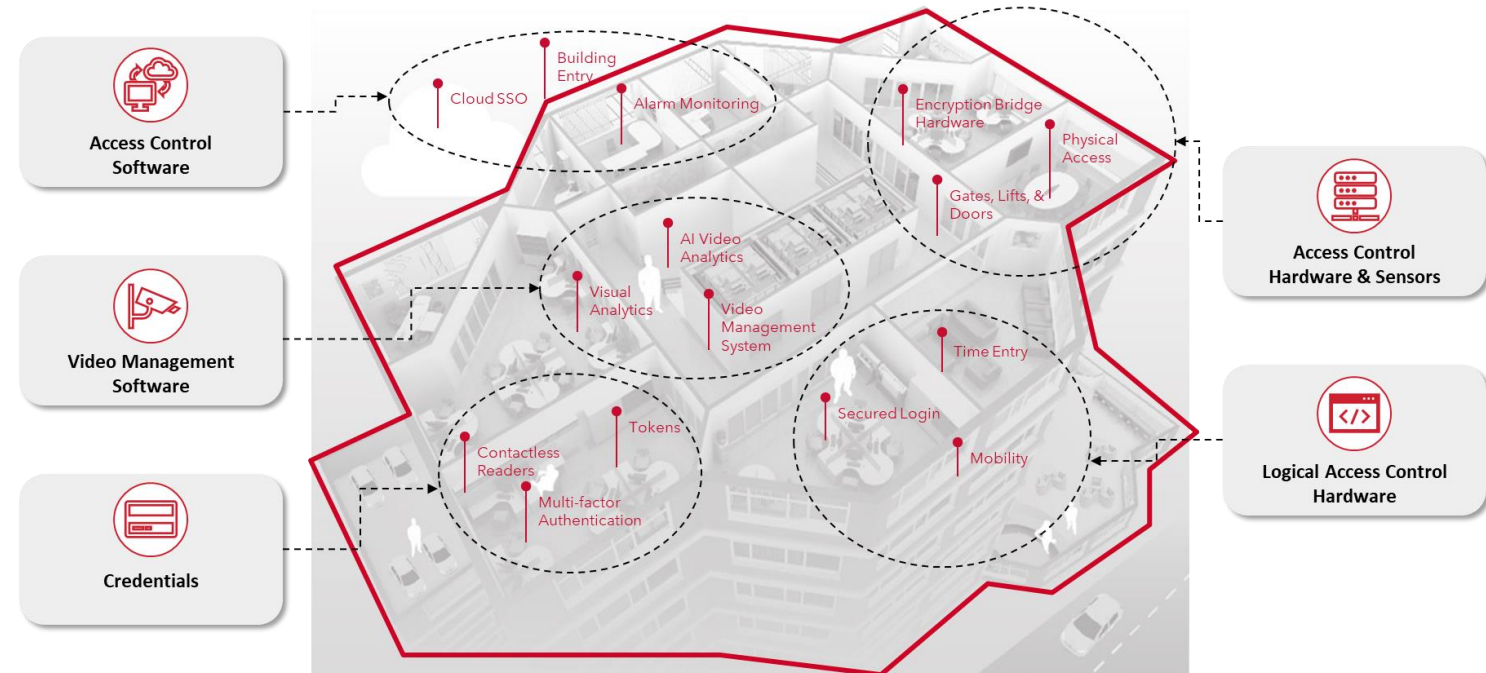 Access Control
Software
Video Management
Software
Credentials
Building
Entry
Cloud SSO
Alarm Monitoring
Encryption Bridge
Hardware
Physical
Access
Gates, Lifts, &
Doors
AI Video
Analytics
Visual
Analytics
Video
Management
System
Time Entry
Secured Login
Mobility
Tokens
Contactless
Readers
Multi-factor
Authentication
Access Control
Hardware & Sensors
</>
Logical Access Control
Hardware